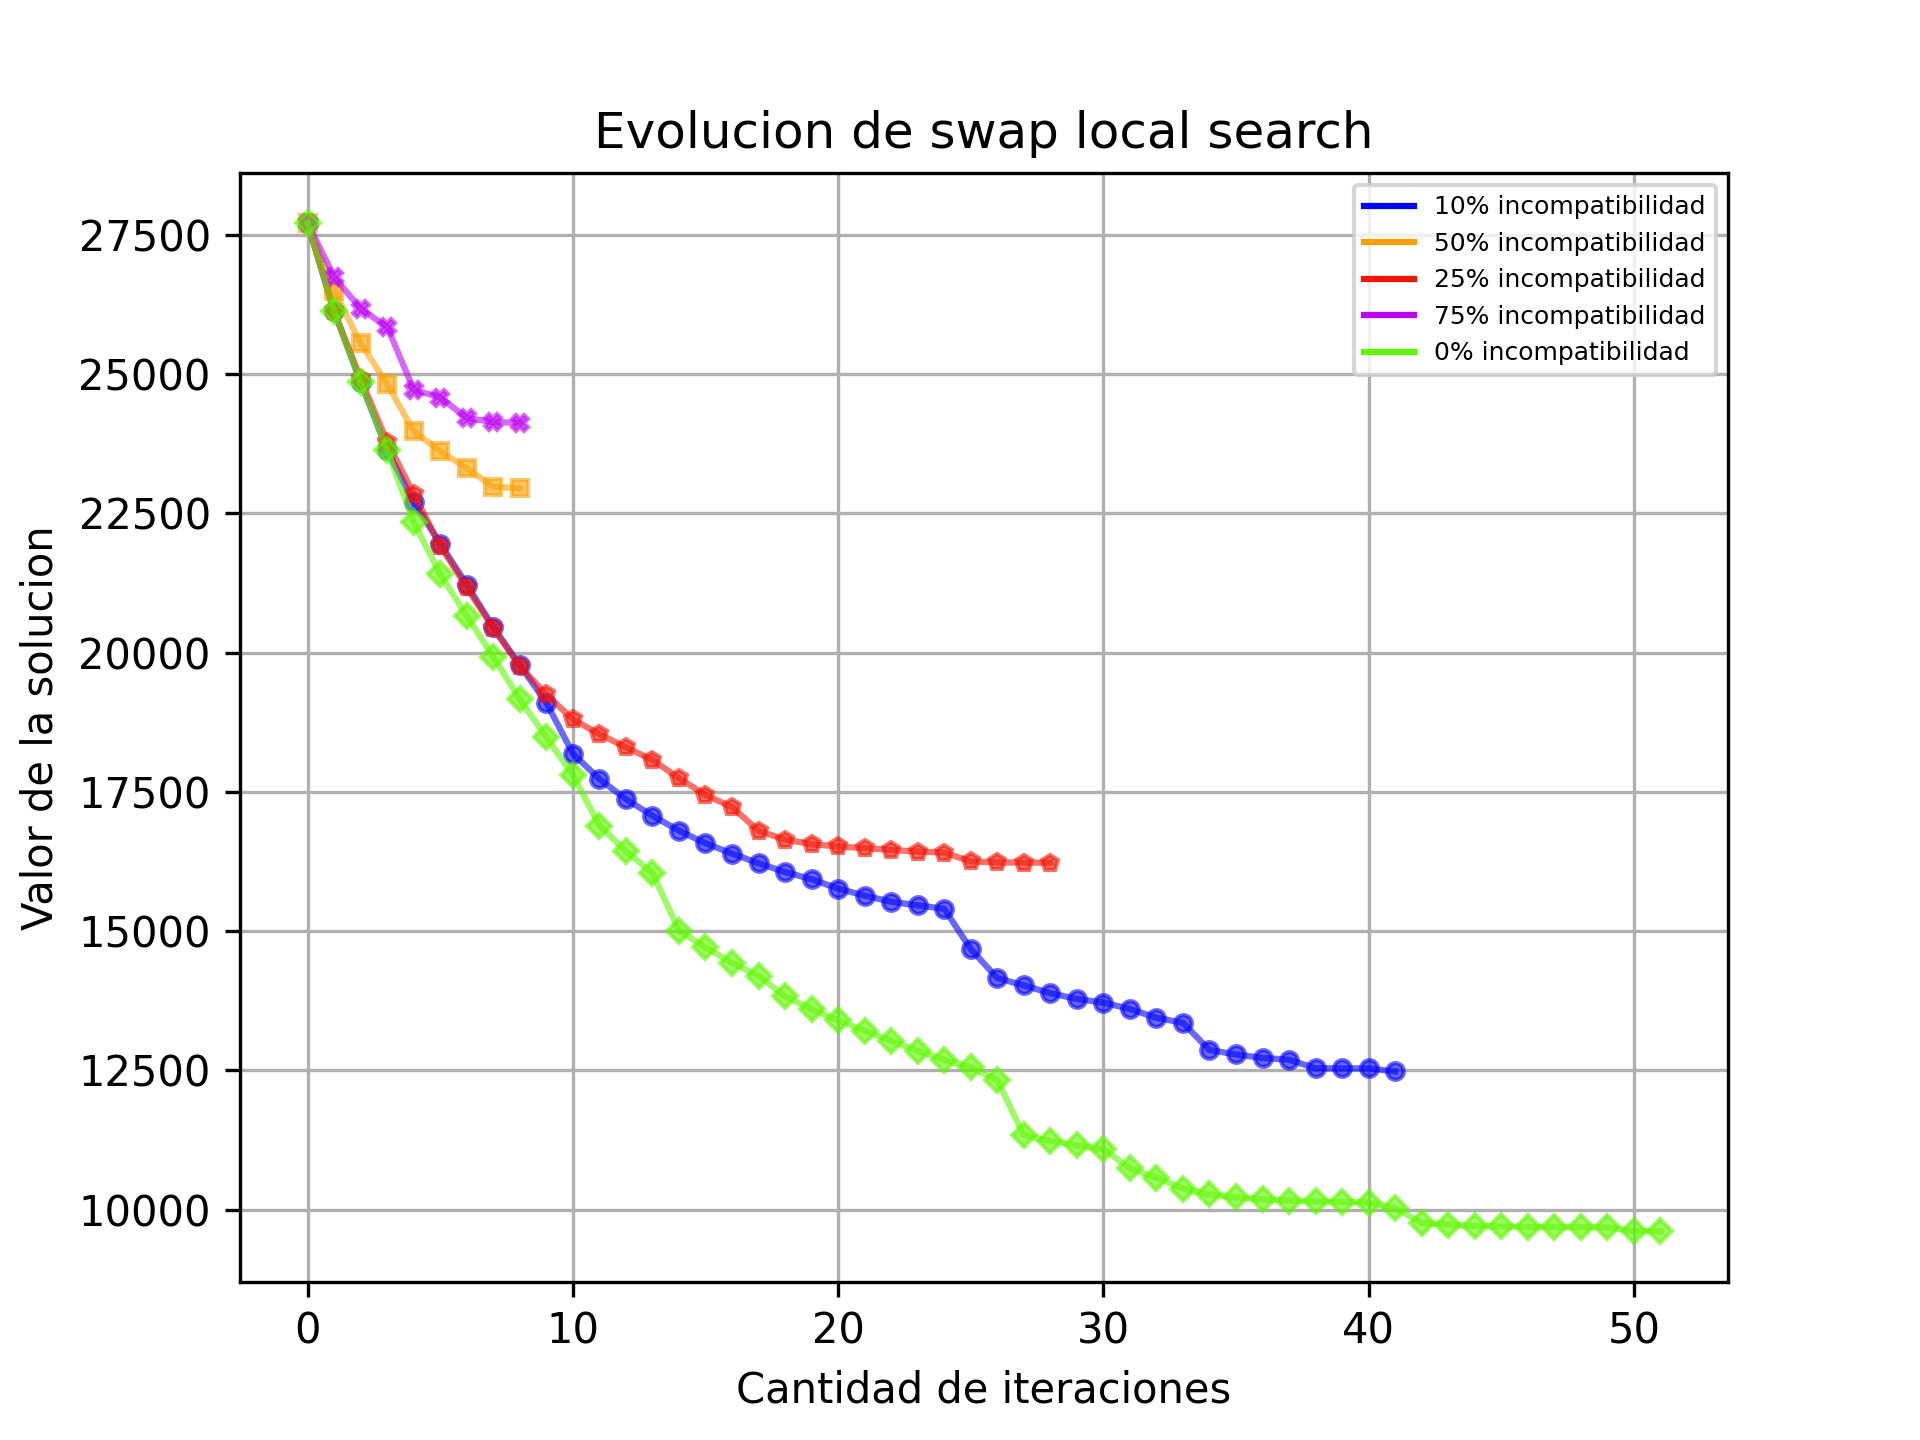 Evolucion de swap local search
10% incompatibilidad
50% incompatibilidad
25% incompatibilidad
75% incompatibilidad
0% incompatibilidad
Valor de la solucion
27500
25000
22500
20000
17500
15000
12500
10000
0 10 20 30 40 50
Cantidad de iteraciones